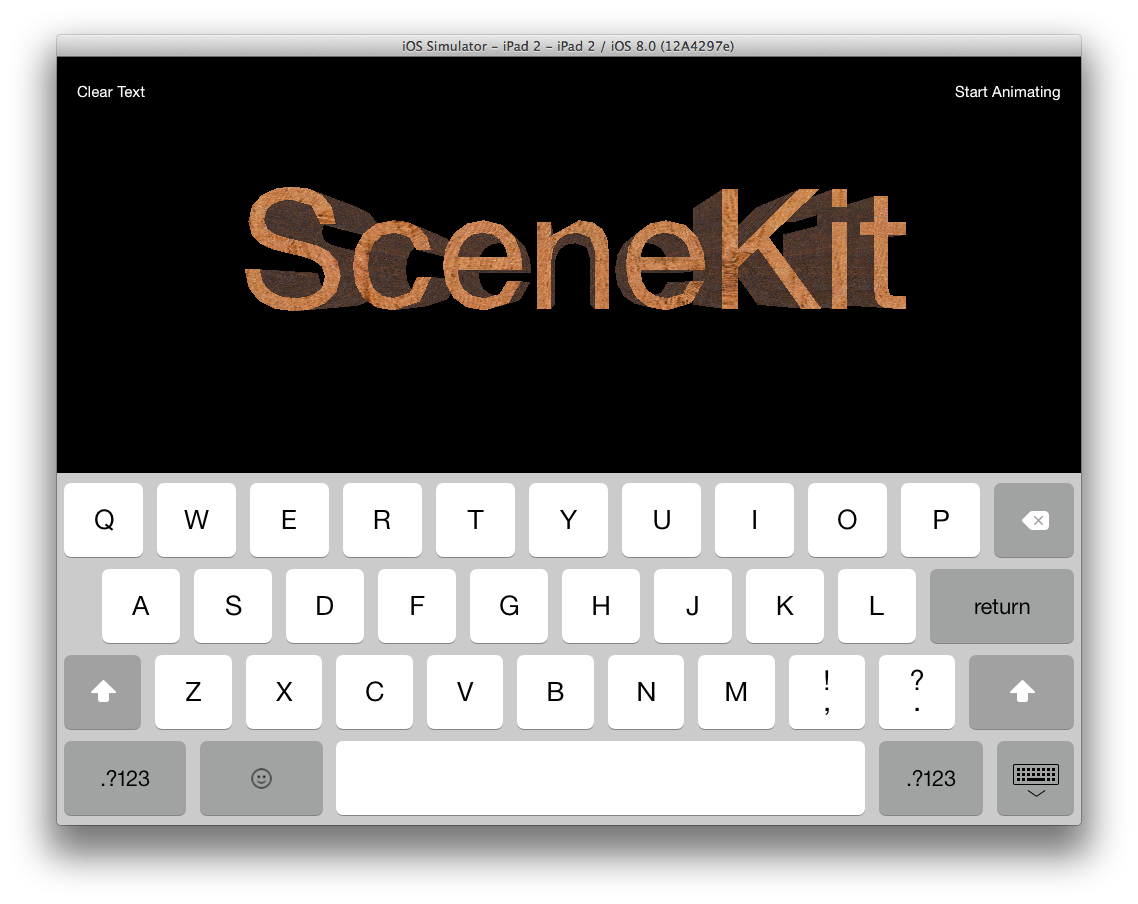 iOS Simulator – iPad 2 – iPad 2 / iOS 8.0 (12A4297e)
Clear Text Start Animating
SceneKit
Q W E R T Y U I O P
A S D F G H J K L return
Z X C V B N M ! , ? .
.?123 .?123